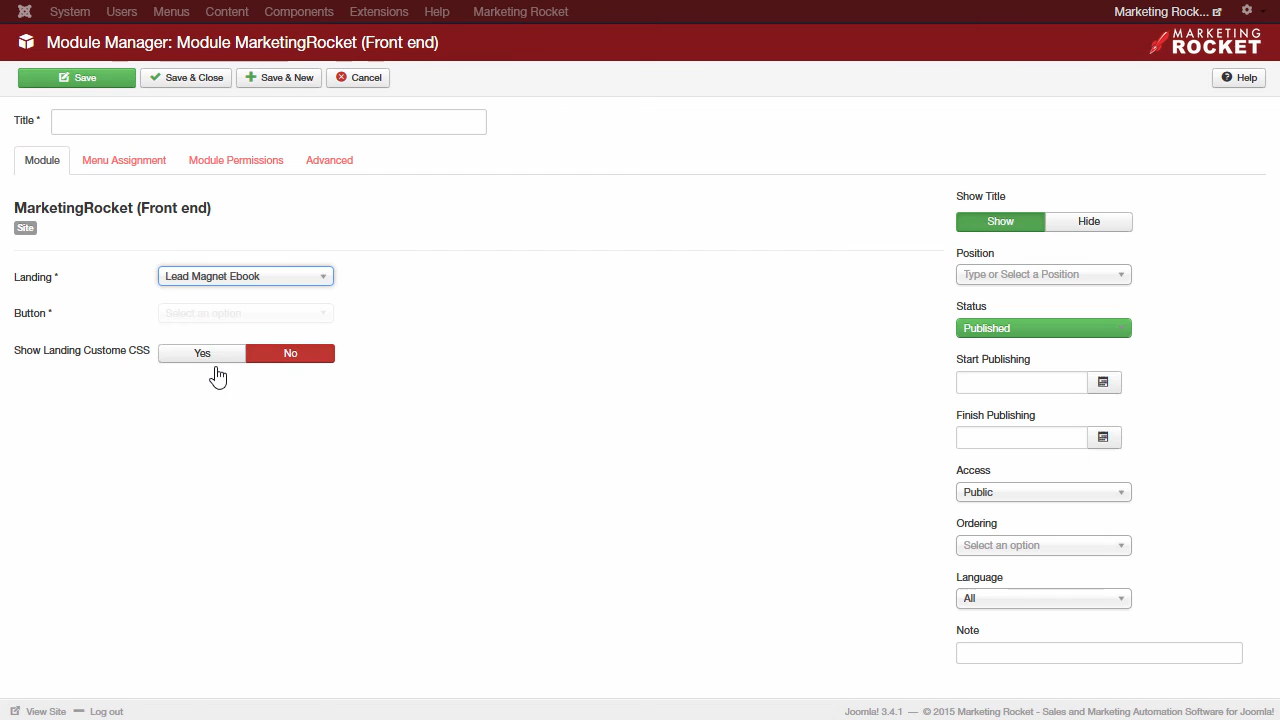 System Users Menus Content Components Extensions Help Marketing Rocket Marketing Rock...
Module Manager: Module MarketingRocket (Front end)
MARKETING
ROCKET
Save Save & Close Save & New Cancel Help
Title *
Module Menu Assignment Module Permissions Advanced
MarketingRocket (Front end)
Site
Landing * Lead Magnet Ebook
Button * Select an option
Show Landing Custome CSS Yes No
Show Title
Show Hide
Position
Type or Select a Position
Status
Published
Start Publishing
Finish Publishing
Access
Public
Ordering
Select an option
Language
All
Note
View Site Log out Joomla! 3.4.1 — © 2015 Marketing Rocket - Sales and Marketing Automation Software for Joomla!